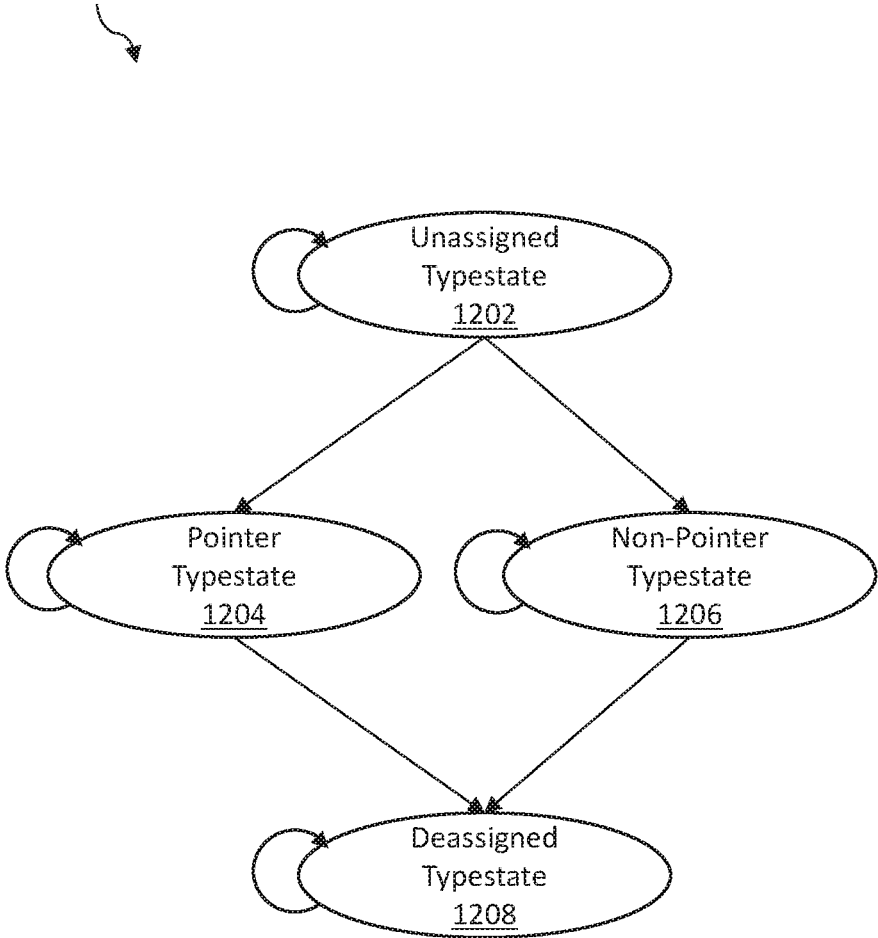 Unassigned
Typestate
1202
Pointer
Typestate
1204
Non-Pointer
Typestate
1206
Deassigned
Typestate
1208